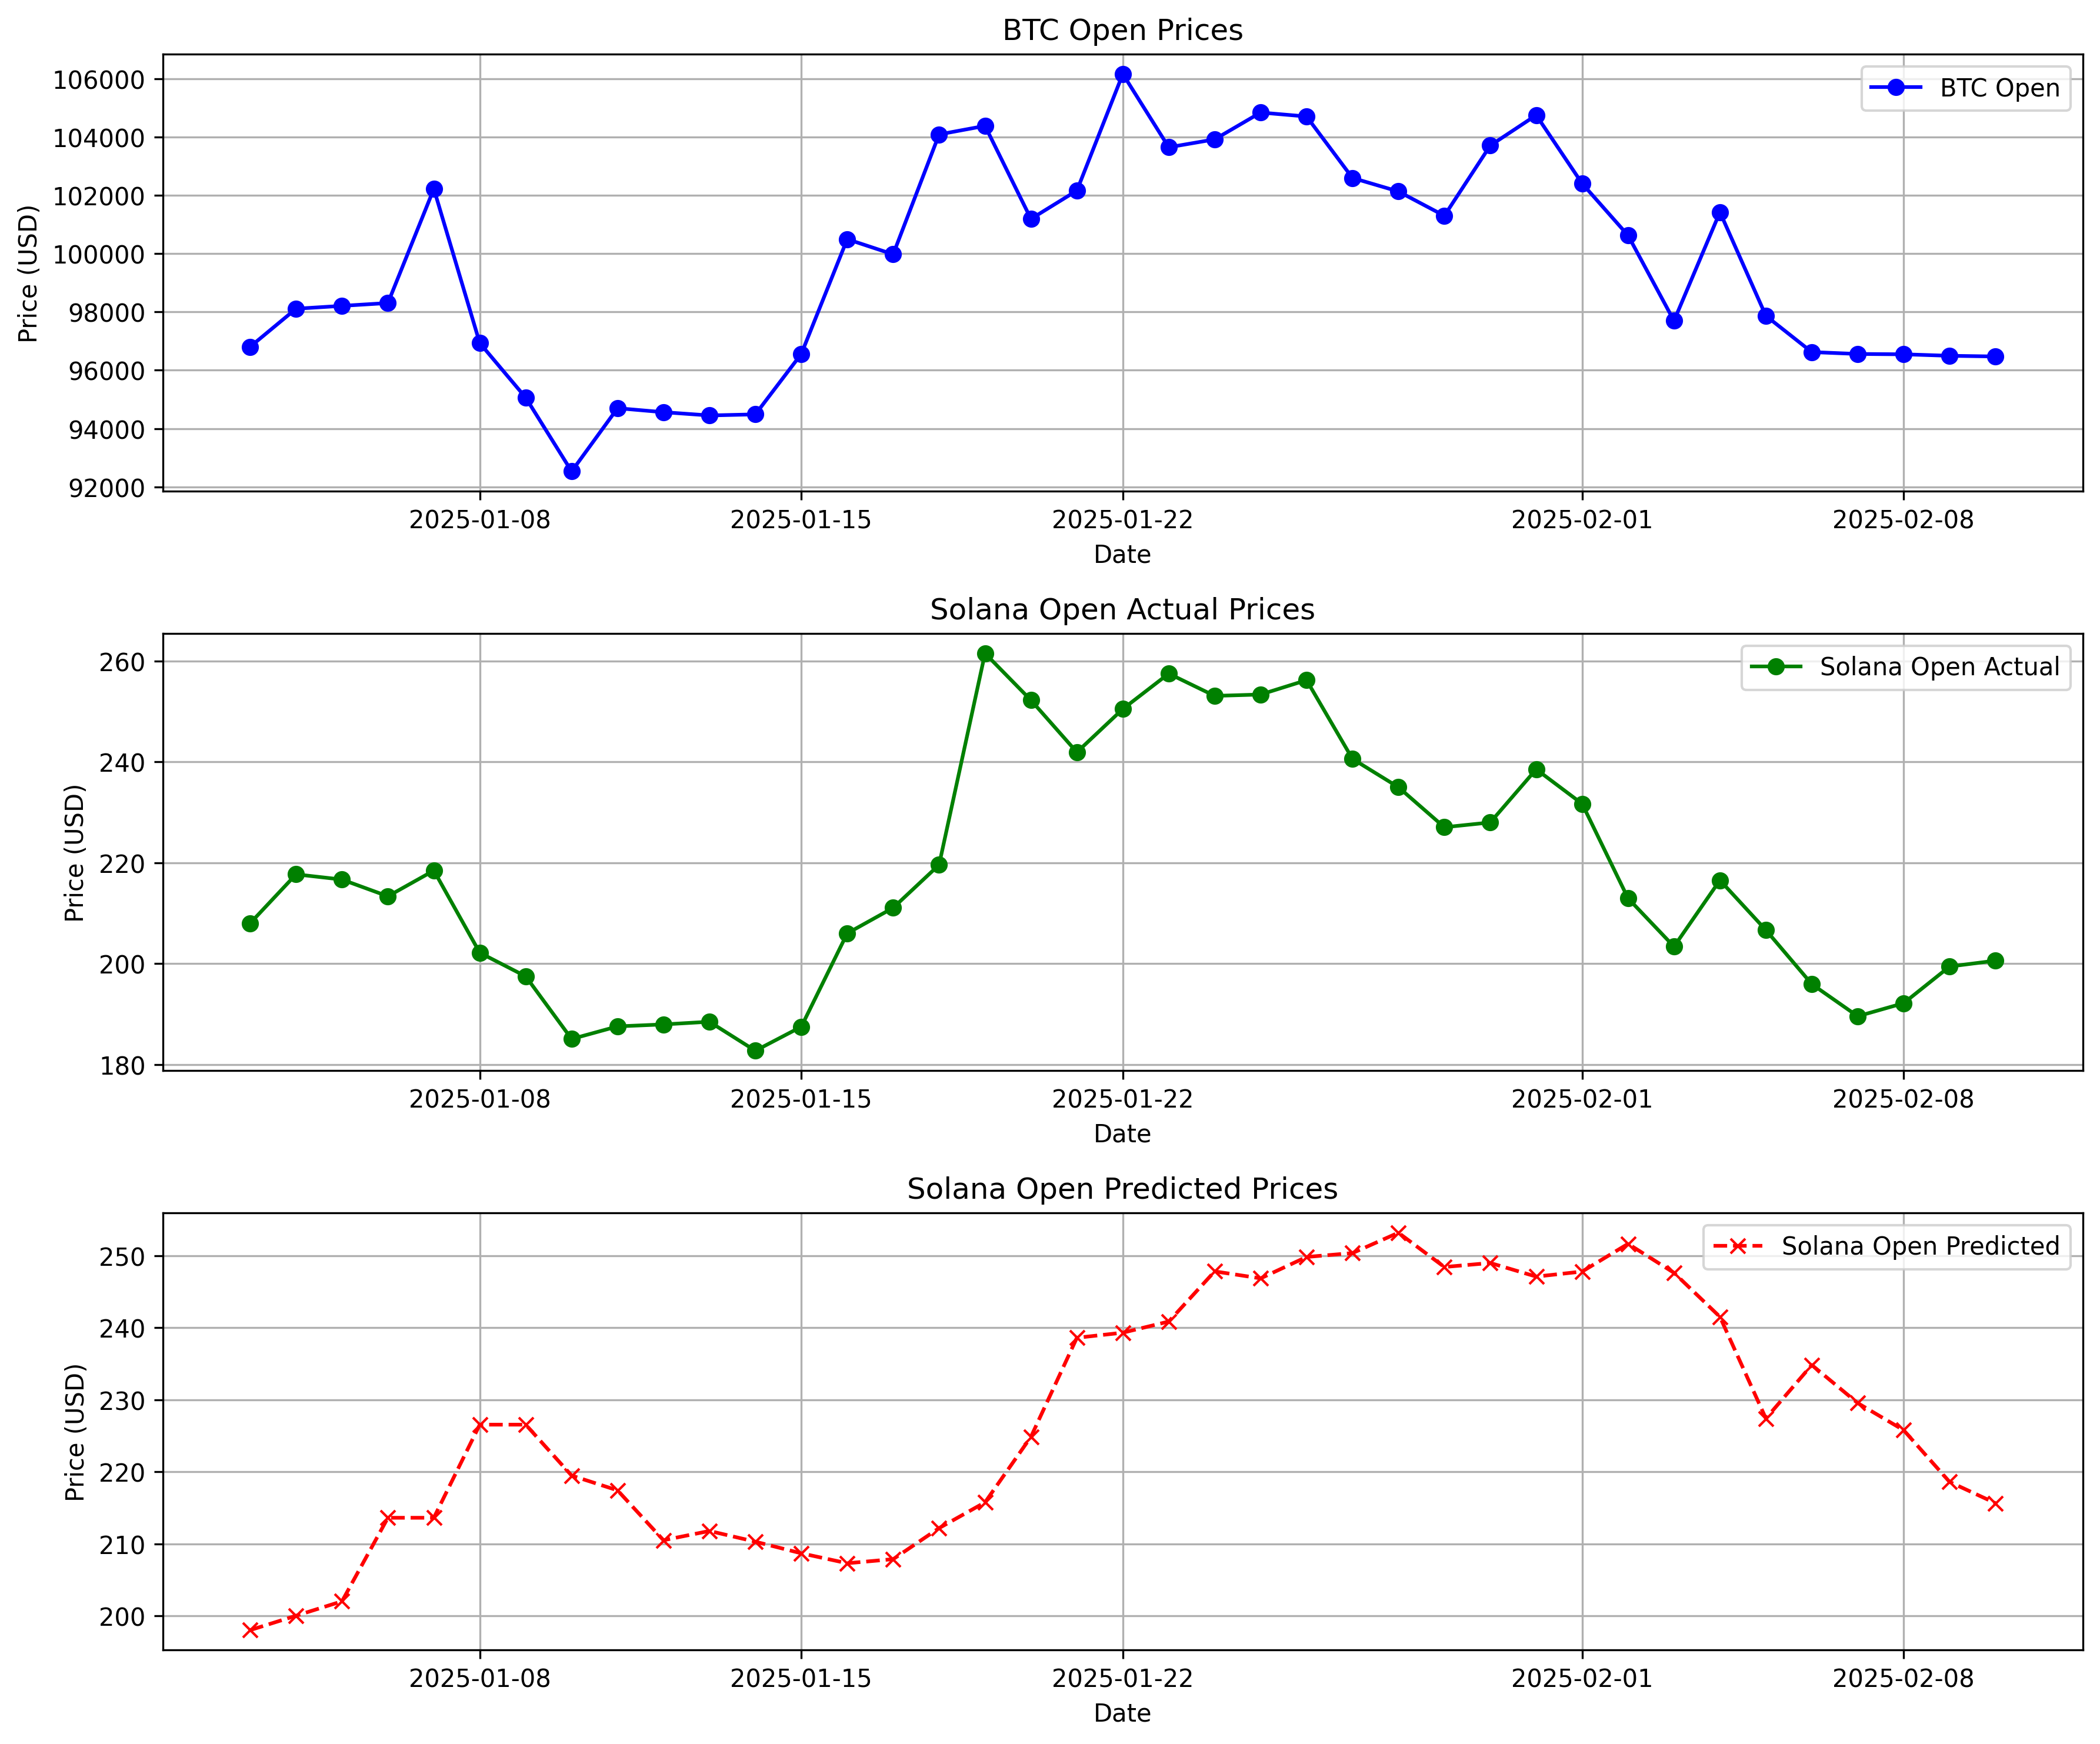 BTC Open Prices
BTC Open
Price (USD)
106000
104000
102000
100000
98000
96000
94000
92000
2025-01-08
2025-01-15
2025-01-22
2025-02-01
2025-02-08
Date
Solana Open Actual Prices
Solana Open Actual
Price (USD)
260
240
220
200
180
2025-01-08
2025-01-15
2025-01-22
2025-02-01
2025-02-08
Date
Solana Open Predicted Prices
Solana Open Predicted
Price (USD)
250
240
230
220
210
200
2025-01-08
2025-01-15
2025-01-22
2025-02-01
2025-02-08
Date